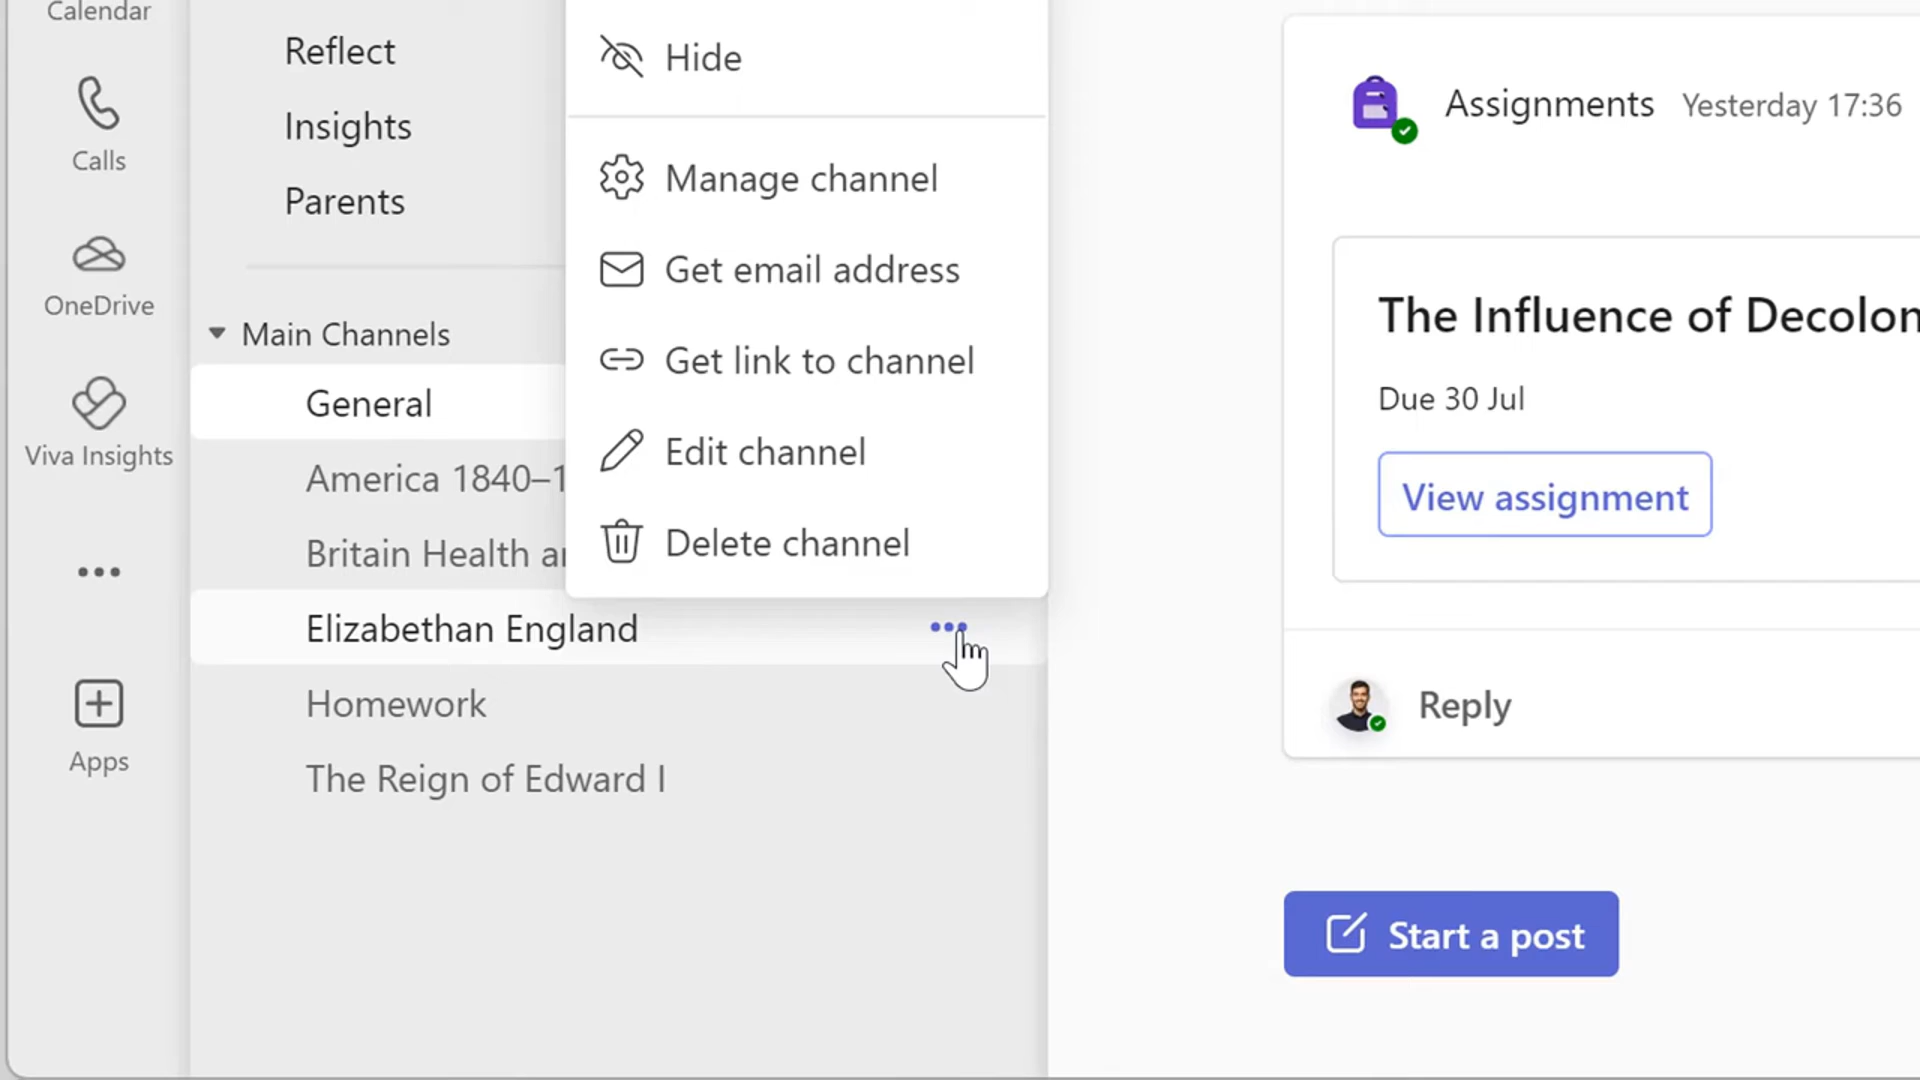 Calendar
Calls
OneDrive
Viva Insights
Apps
Reflect
Insights
Parents
Main Channels
General
America 1840–1
Britain Health
Elizabethan England
Homework
The Reign of Edward I
Hide
Manage channel
Get email address
Get link to channel
Edit channel
Delete channel
Assignments Yesterday 17:36
The Influence of Decolon
Due 30 Jul
View assignment
Reply
Start a post